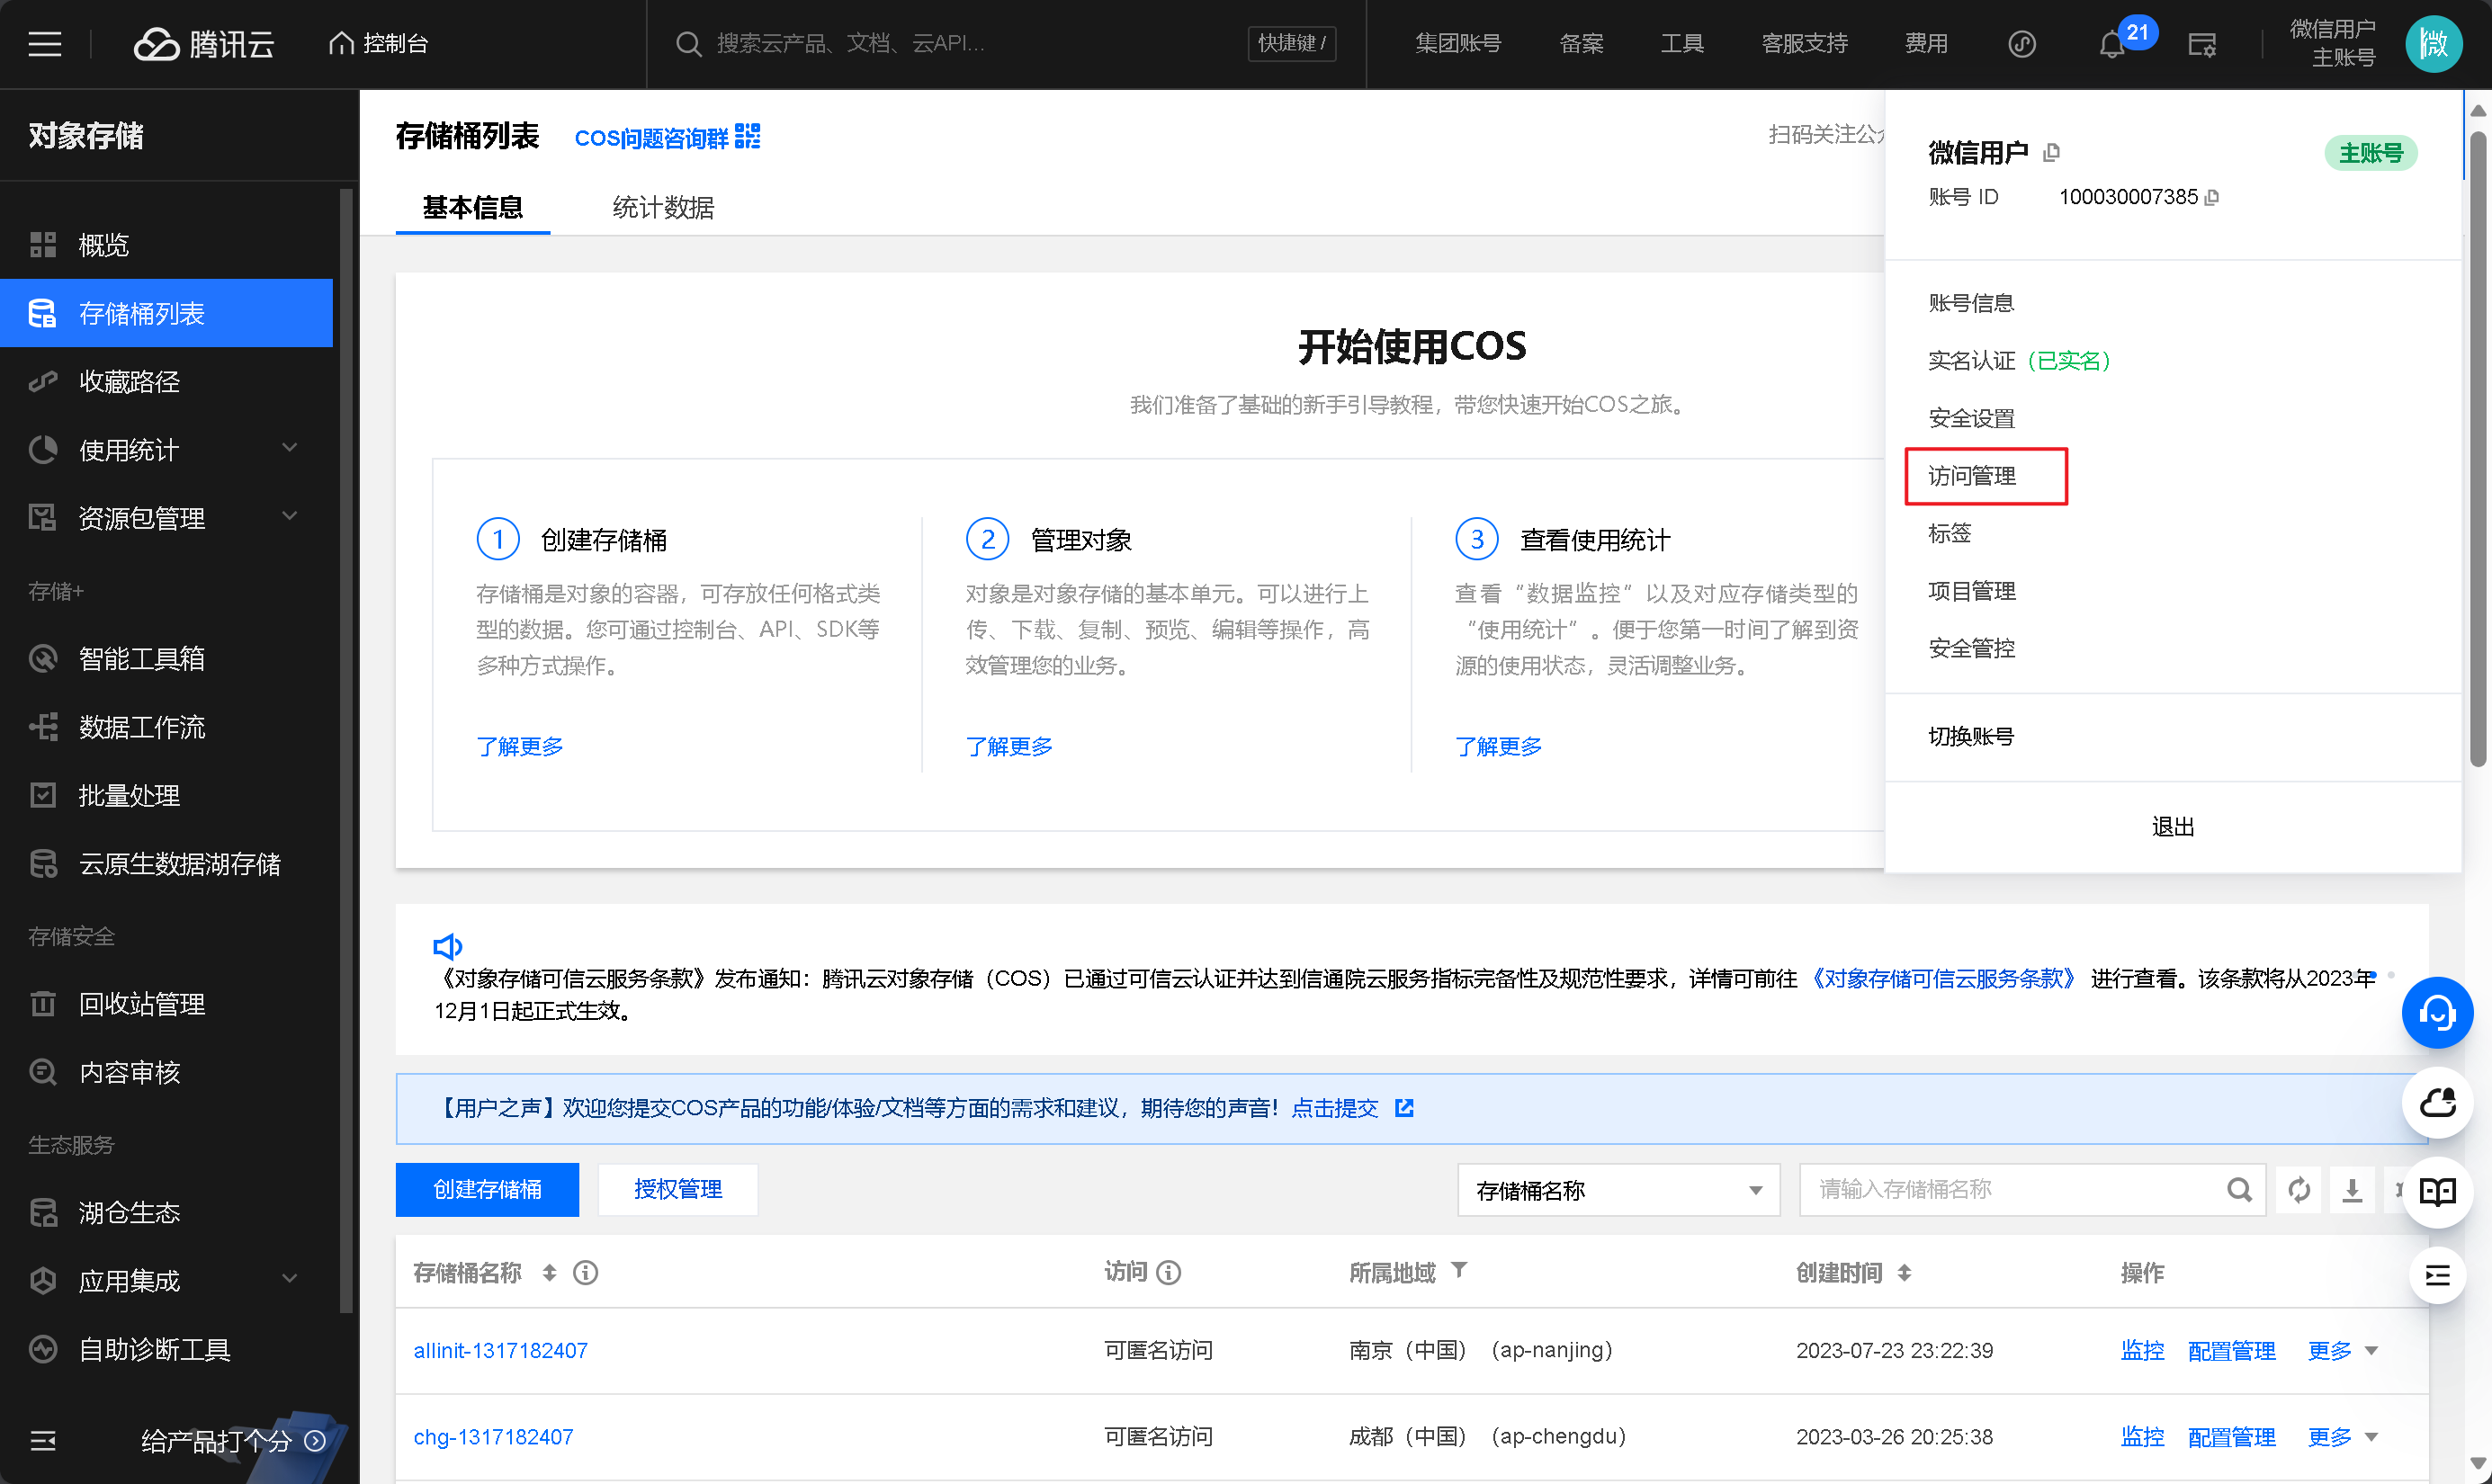 腾讯云
控制台
搜索云产品、文档、云API...
快捷键 /
集团账号
备案
工具
客服支持
费用
21
微信用户
主账号
微
对象存储
概览
存储桶列表
收藏路径
使用统计
资源包管理
存储+
智能工具箱
数据工作流
批量处理
云原生数据湖存储
存储安全
回收站管理
内容审核
生态服务
湖仓生态
应用集成
自助诊断工具
给产品打个分
存储桶列表
COS问题咨询群
扫码关注公
基本信息
统计数据
开始使用COS
我们准备了基础的新手引导教程，带您快速开始COS之旅。
1 创建存储桶
存储桶是对象的容器，可存放任何格式类
型的数据。您可通过控制台、API、SDK等
多种方式操作。
了解更多
2 管理对象
对象是对象存储的基本单元。可以进行上
传、下载、复制、预览、编辑等操作，高
效管理您的业务。
了解更多
3 查看使用统计
查看“数据监控”以及对应存储类型的
“使用统计”。便于您第一时间了解到资
源的使用状态，灵活调整业务。
了解更多
微信用户
主账号
账号 ID 100030007385
账号信息
实名认证（已实名）
安全设置
访问管理
标签
项目管理
安全管控
切换账号
退出
《对象存储可信云服务条款》发布通知：腾讯云对象存储（COS）已通过可信云认证并达到信通院云服务指标完备性及规范性要求，详情可前往 《对象存储可信云服务条款》 进行查看。该条款将从2023年
12月1日起正式生效。
【用户之声】欢迎您提交COS产品的功能/体验/文档等方面的需求和建议，期待您的声音！点击提交
创建存储桶
授权管理
存储桶名称
请输入存储桶名称
存储桶名称 访问 所属地域 创建时间 操作
allinit-1317182407 可匿名访问 南京（中国）（ap-nanjing） 2023-07-23 23:22:39 监控 配置管理 更多
chg-1317182407 可匿名访问 成都（中国）（ap-chengdu） 2023-03-26 20:25:38 监控 配置管理 更多